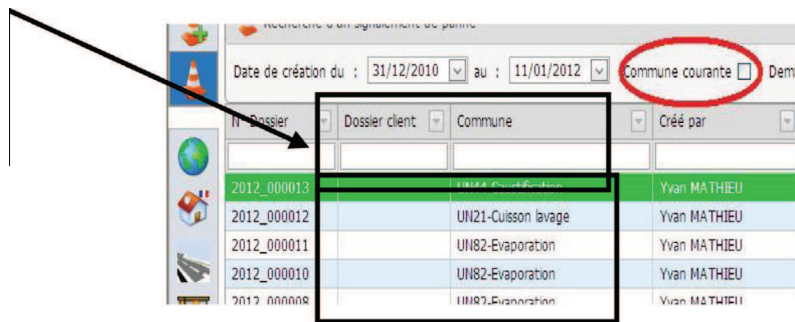 Recherche d'un signalement de panne
Date de création du : 31/12/2010 au : 11/01/2012 Commune courante Dem
N° Dossier Dossier client Commune Créé par
2012_000013 UN44-Caustification Yvan MATHIEU
2012_000012 UN21-Cuisson lavage Yvan MATHIEU
2012_000011 UN82-Evaporation Yvan MATHIEU
2012_000010 UN82-Evaporation Yvan MATHIEU
2012_000008 UN82-Evaporation Yvan MATHIEU